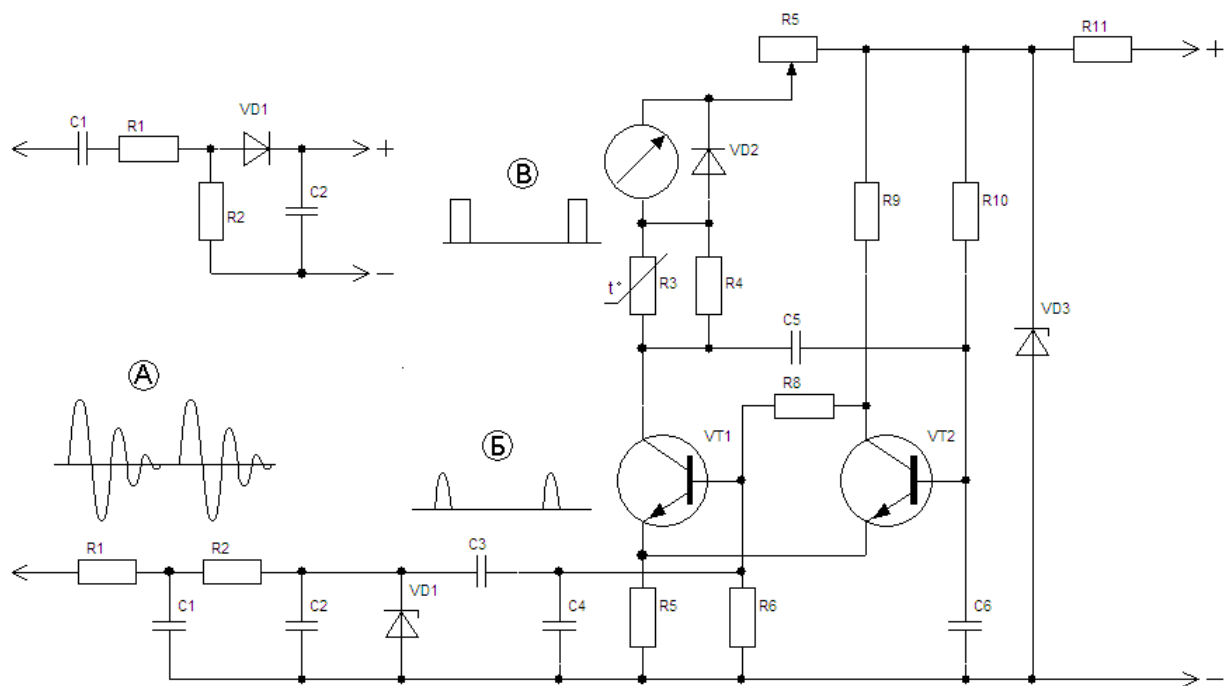 R5
R11
+
C1
R1
VD1
+
VD2
В
C2
R2
R9
R10
−
t°
R3
R4
C5
VD3
А
R8
VT1
VT2
Б
R1
R2
C3
VD1
C1
C2
C4
R5
R6
C6
−